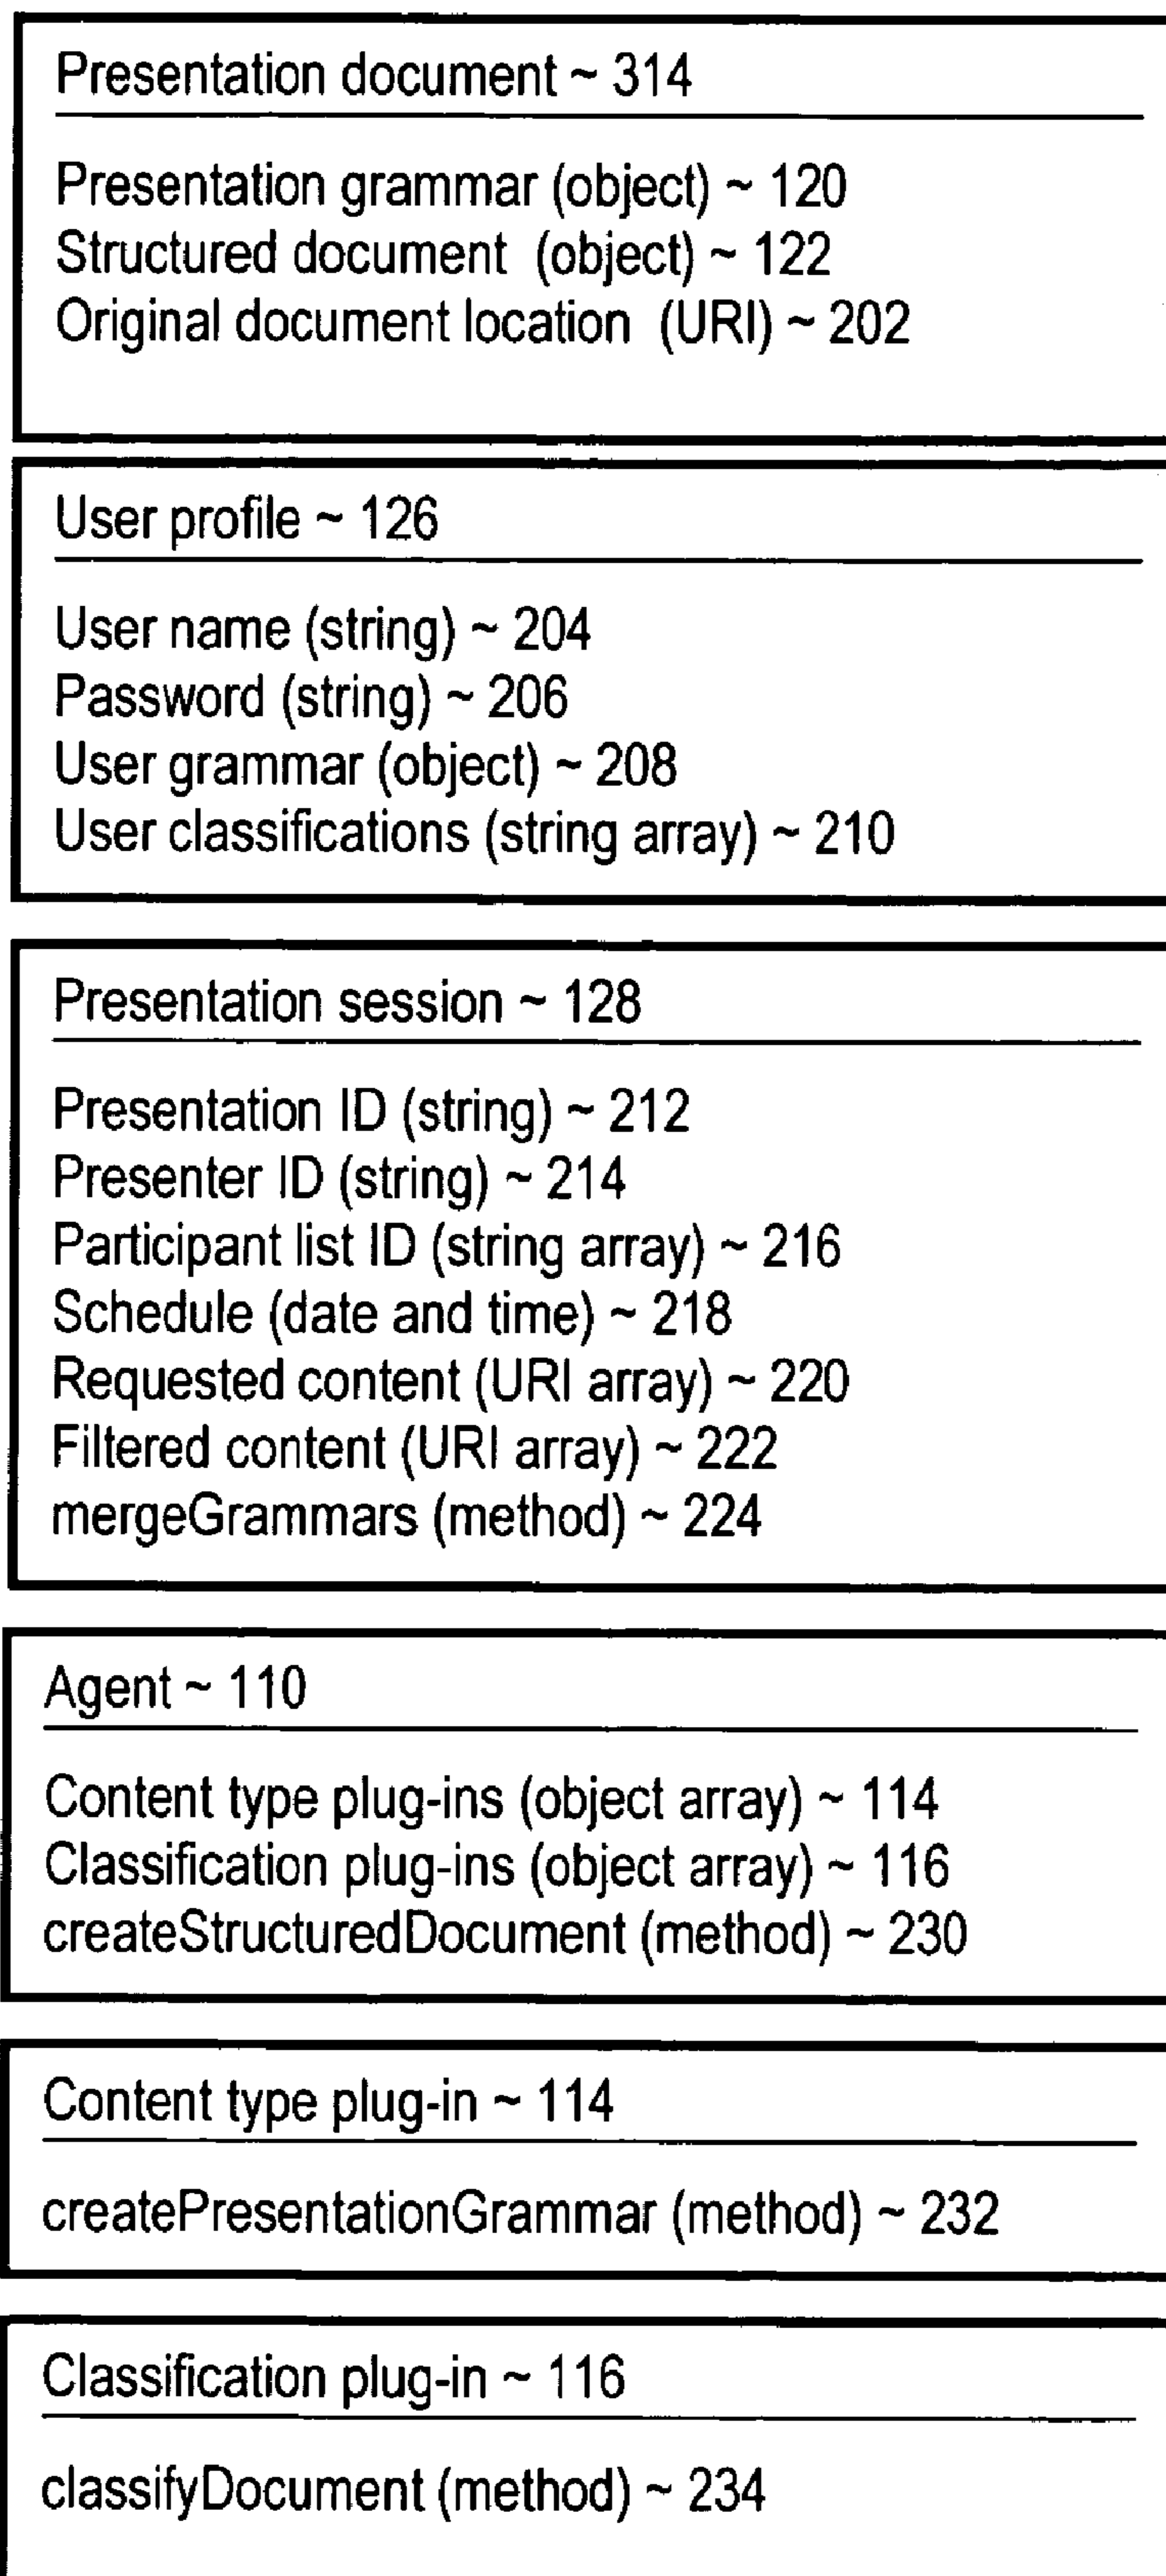 Presentation document ~ 314
Presentation grammar (object) ~ 120
Structured document (object) ~ 122
Original document location (URI) ~ 202
User profile ~ 126
User name (string) ~ 204
Password (string) ~ 206
User grammar (object) ~ 208
User classifications (string array) ~ 210
Presentation session ~ 128
Presentation ID (string) ~ 212
Presenter ID (string) ~ 214
Participant list ID (string array) ~ 216
Schedule (date and time) ~ 218
Requested content (URI array) ~ 220
Filtered content (URI array) ~ 222
mergeGrammars (method) ~ 224
Agent ~ 110
Content type plug-ins (object array) ~ 114
Classification plug-ins (object array) ~ 116
createStructuredDocument (method) ~ 230
Content type plug-in ~ 114
createPresentationGrammar (method) ~ 232
Classification plug-in ~ 116
classifyDocument (method) ~ 234